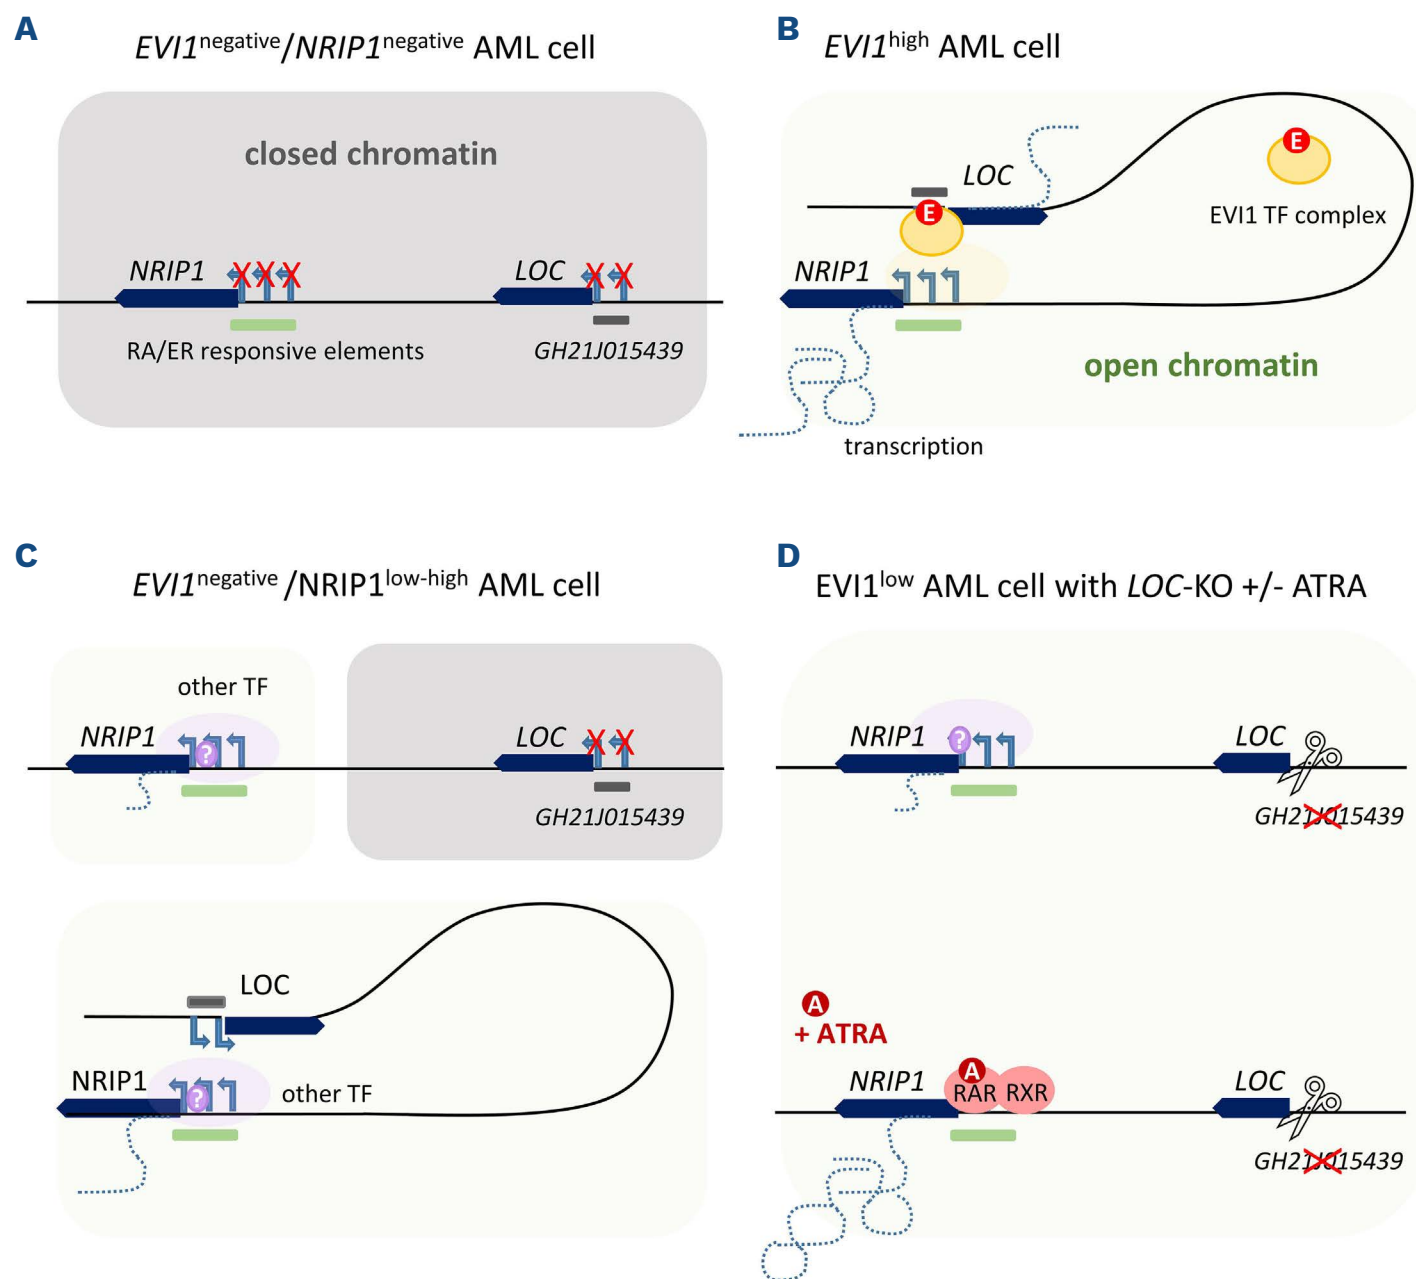 A
EVI1negative/NRIP1negative AML cell
closed chromatin
NRIP1
LOC
RA/ER responsive elements
GH21J015439
B
EVI1high AML cell
E
LOC
E
EVI1 TF complex
NRIP1
open chromatin
transcription
C
EVI1negative /NRIP1low-high AML cell
other TF
NRIP1
?
LOC
GH21J015439
LOC
NRIP1
?
other TF
D
EVI1low AML cell with LOC-KO +/- ATRA
NRIP1
?
LOC
GH21J015439
A
+ ATRA
NRIP1
A
RAR RXR
LOC
GH21J015439